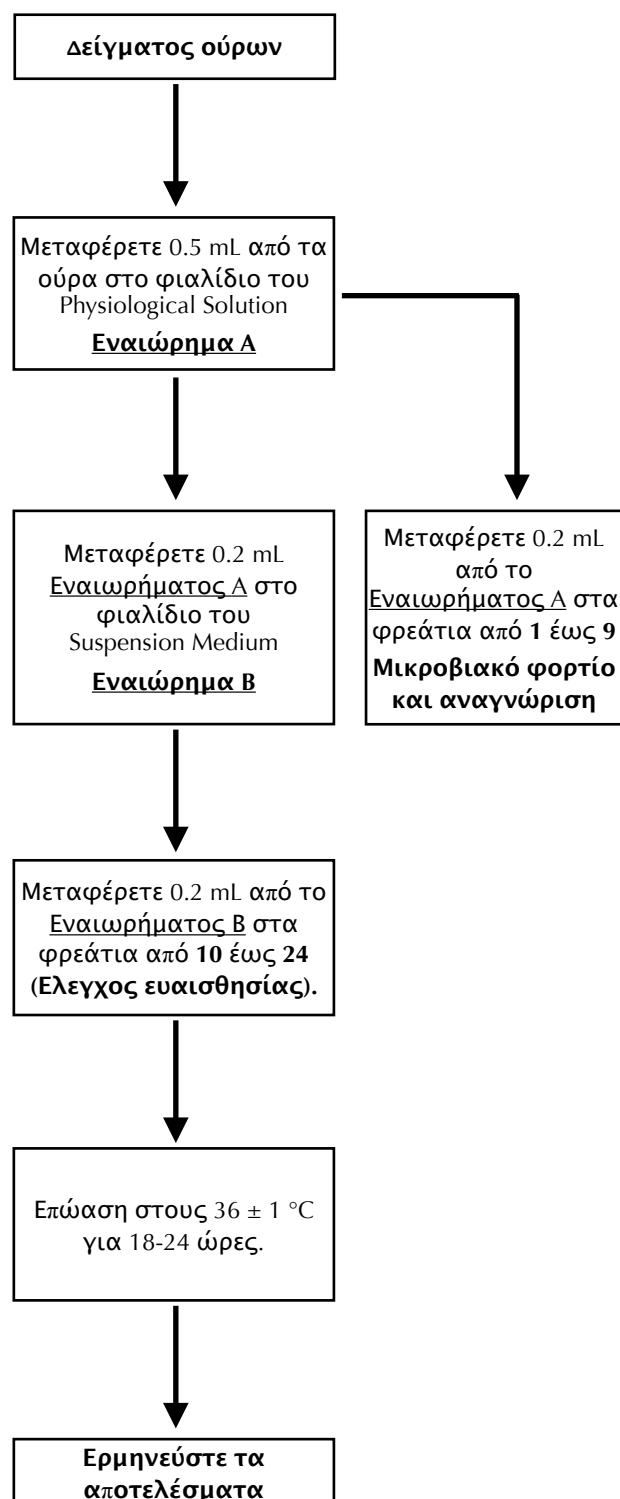 Δείγματος ούρων
Μεταφέρετε 0.5 mL από τα
ούρα στο φιαλίδιο του
Physiological Solution
Εναιώρημα A
Μεταφέρετε 0.2 mL
Εναιωρήματος A στο
φιαλίδιο του
Suspension Medium
Εναιώρημα B
Μεταφέρετε 0.2 mL
από το
Εναιωρήματος A στα
φρεάτια από 1 έως 9
Μικροβιακό φορτίο
και αναγνώριση
Μεταφέρετε 0.2 mL από το
Εναιωρήματος B στα
φρεάτια από 10 έως 24
(Ελεγχος ευαισθησίας).
Επώαση στους 36 ± 1 °C
για 18-24 ώρες.
Ερμηνεύστε τα
αποτελέσματα